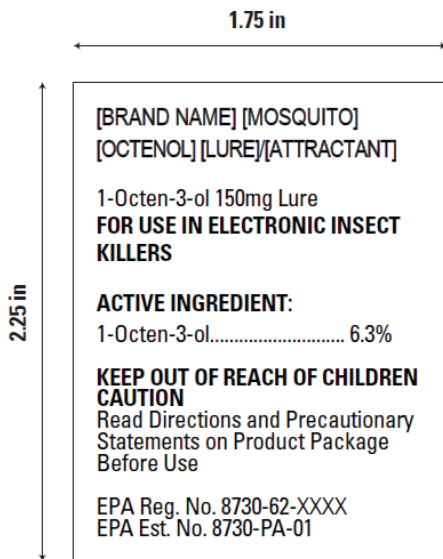 1.75 in
2.25 in
[BRAND NAME] [MOSQUITO]
[OCTENOL] [LURE]/[ATTRACTANT]
1-Octen-3-ol 150mg Lure
FOR USE IN ELECTRONIC INSECT
KILLERS
ACTIVE INGREDIENT:
1-Octen-3-ol............................ 6.3%
KEEP OUT OF REACH OF CHILDREN
CAUTION
Read Directions and Precautionary
Statements on Product Package
Before Use
EPA Reg. No. 8730-62-XXXX
EPA Est. No. 8730-PA-01